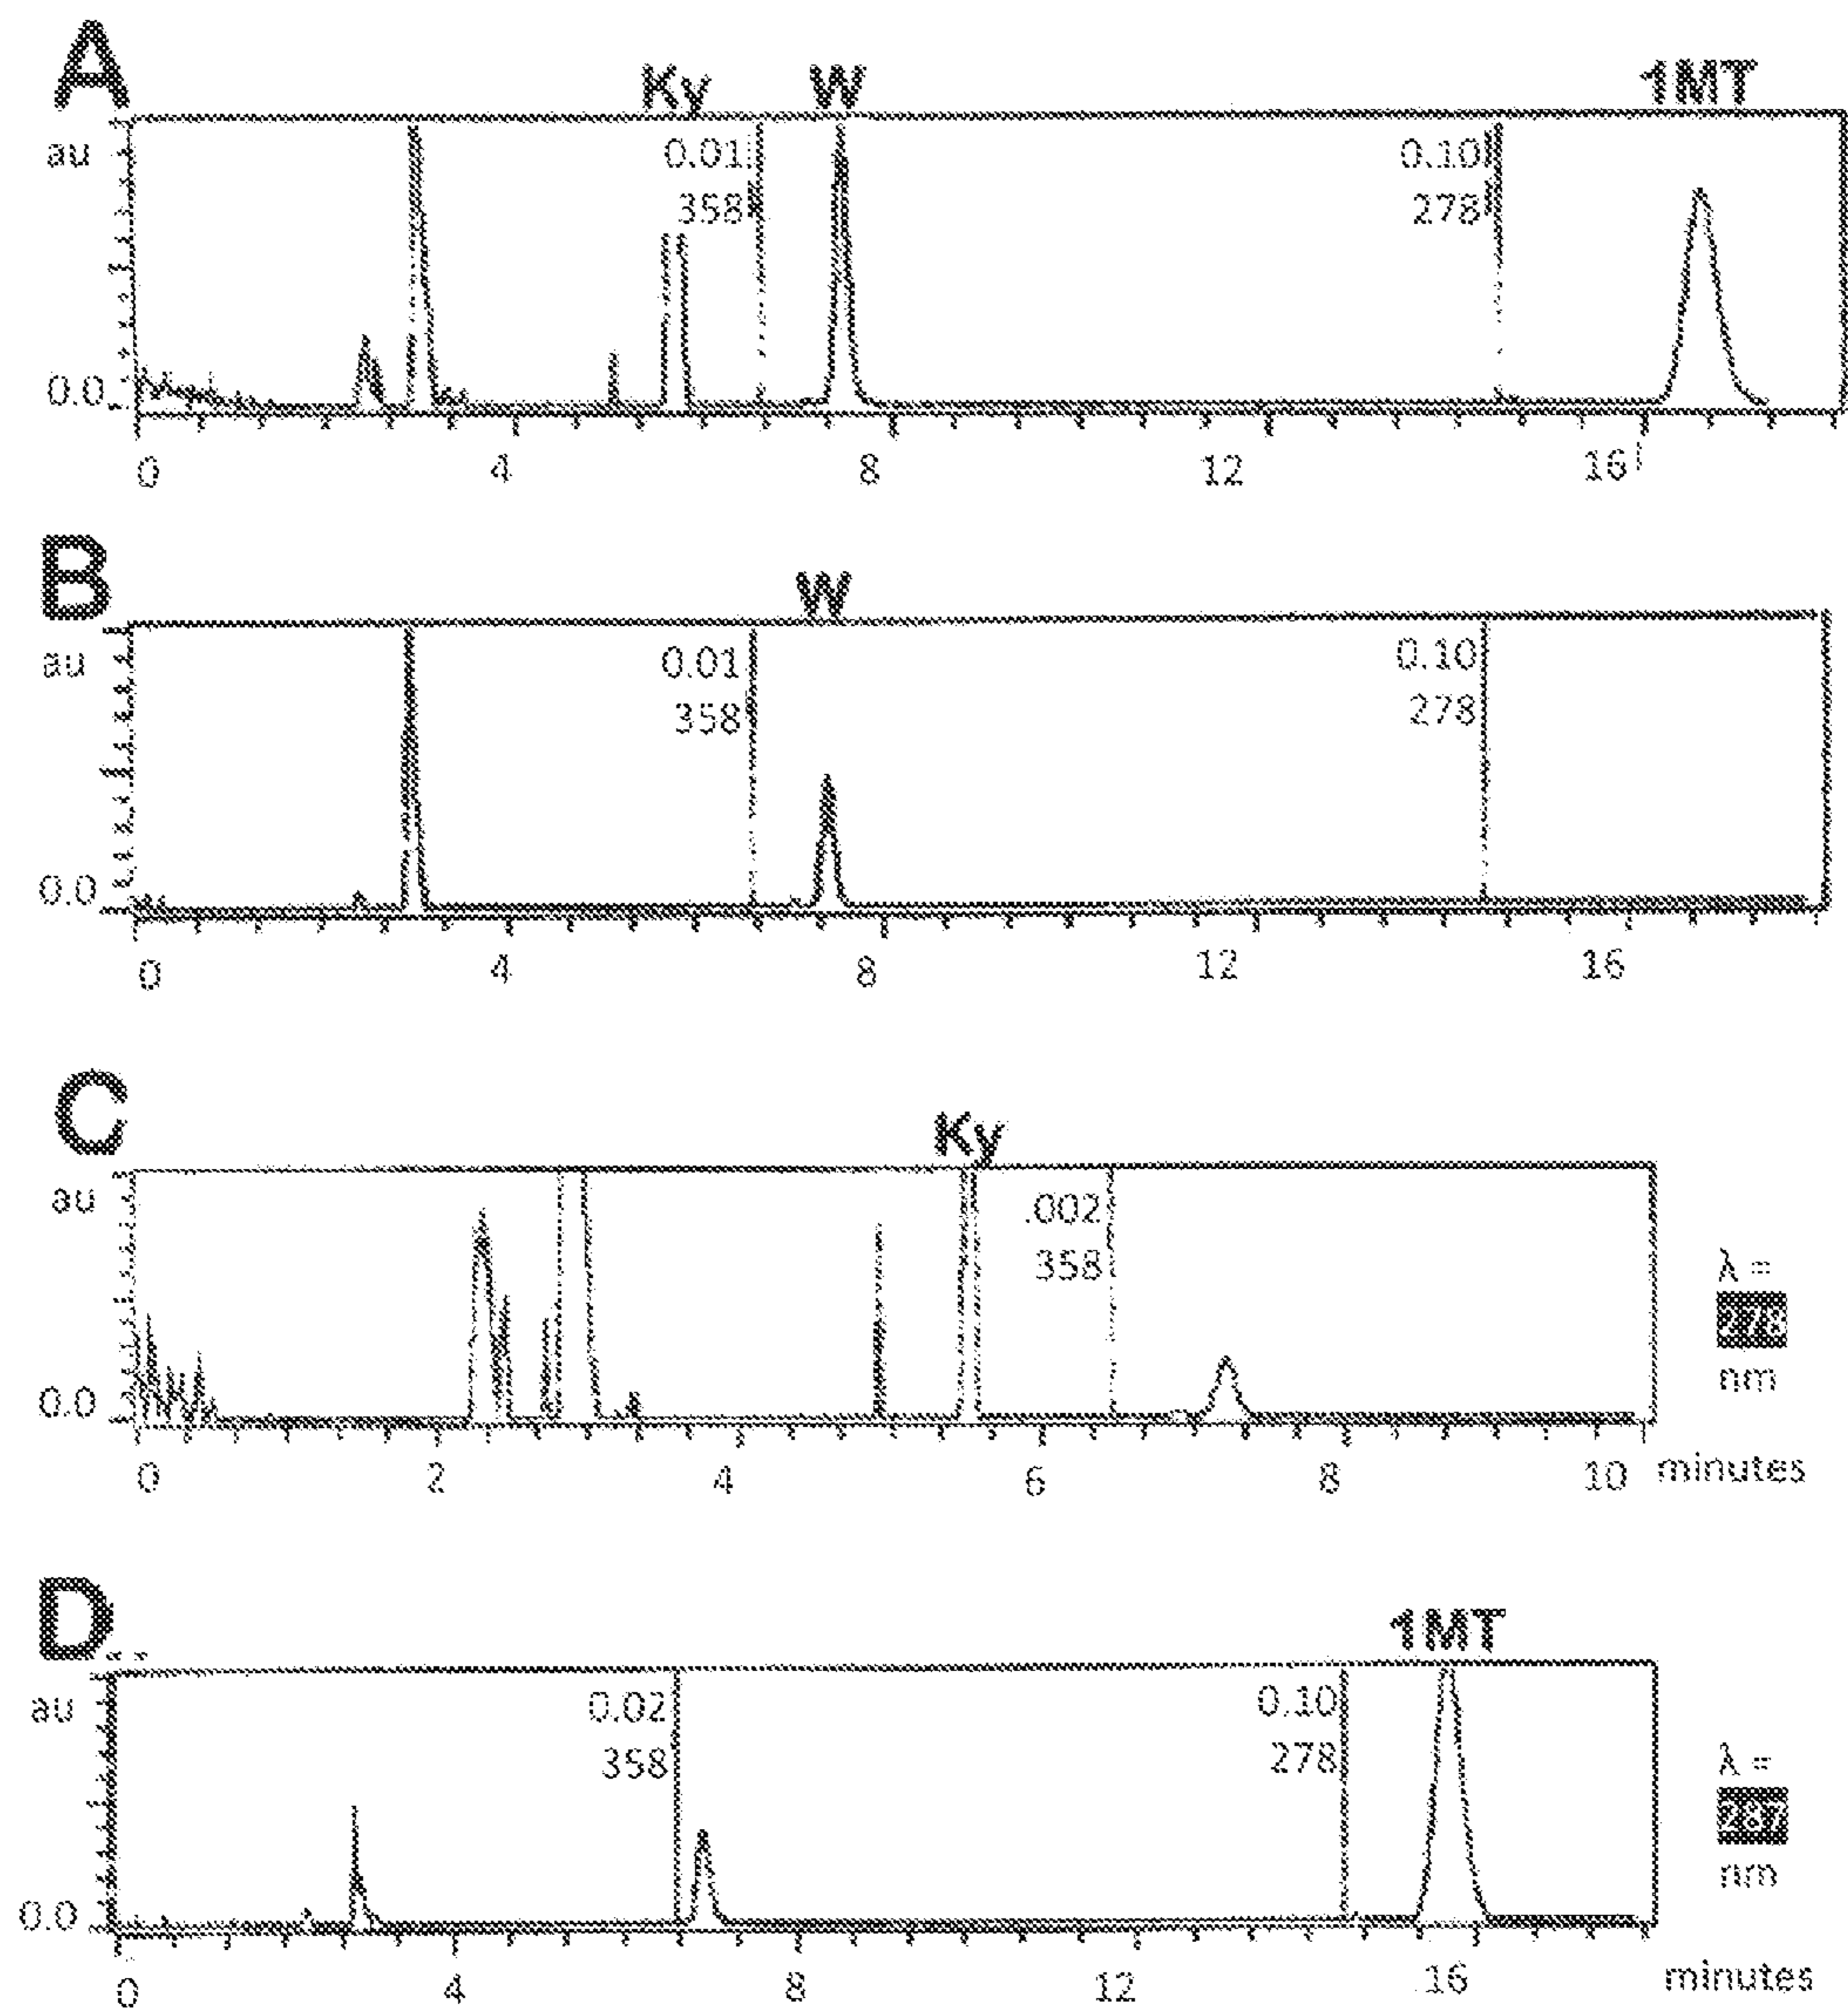 A
Ky W 1MT
au 0.01 0.10
358 278
0.0
0 4 8 12 16
B
W
au 0.01 0.10
358 278
0.0
0 4 8 12 16
C
Ky
au .002
358
λ =
278
nm
0.0
0 2 4 6 8 10 minutes
D
1MT
au 0.02 0.10
358 278
λ =
287
nm
0.0
0 4 8 12 16 minutes